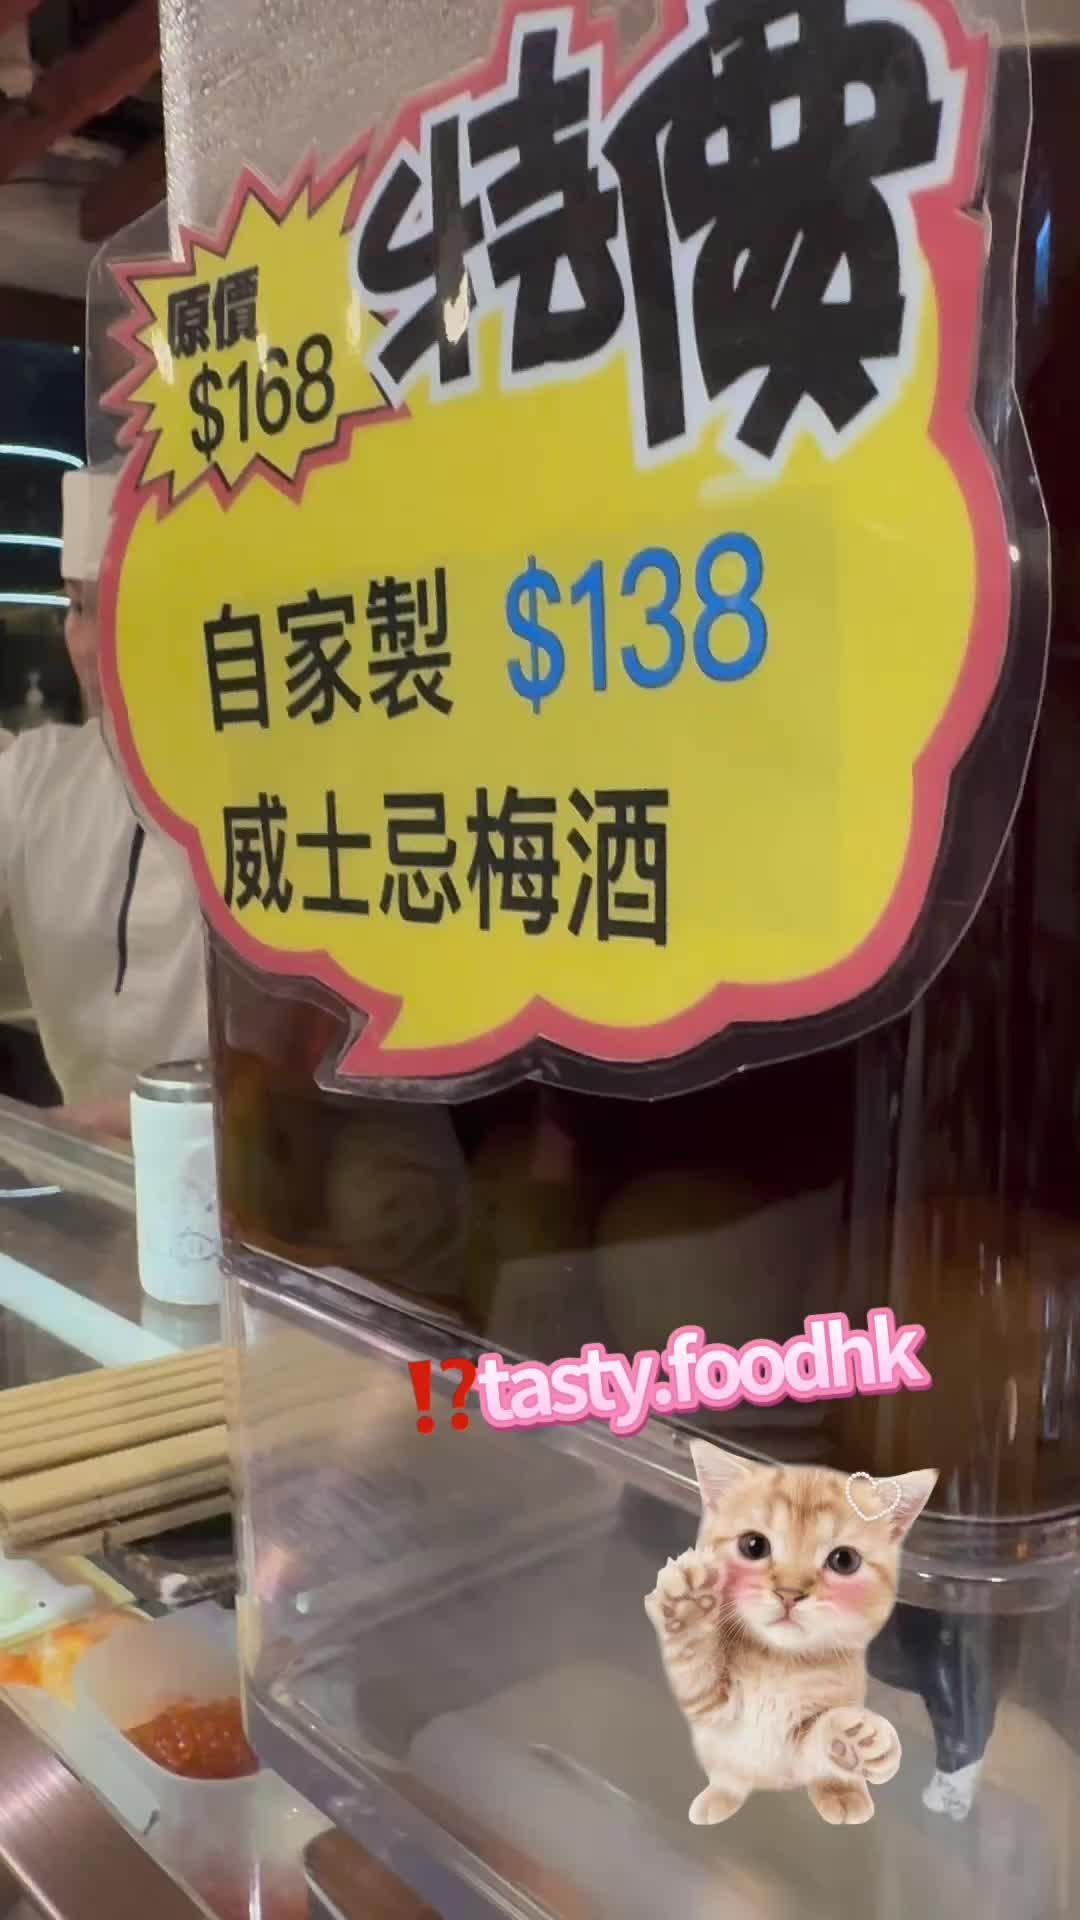 特價
原價
$168
自家製 $138
威士忌梅酒
⁉️tasty.foodhk